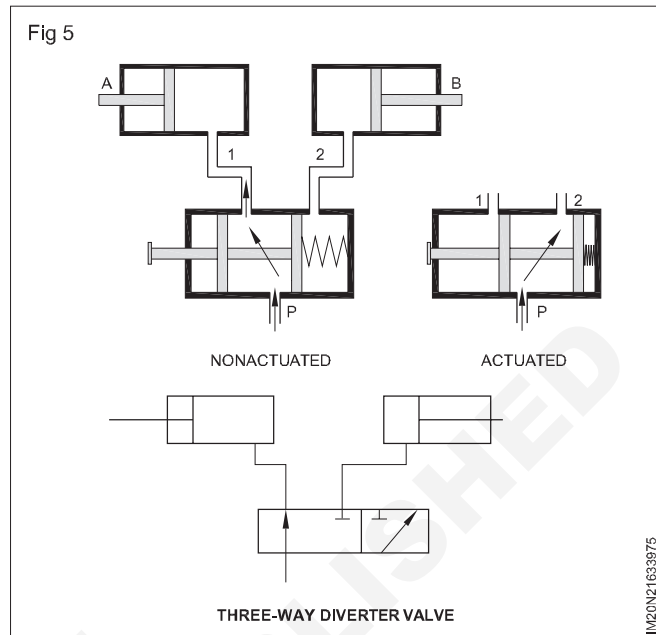 Fig 5
A
B
1
2
1
2
P
P
NONACTUATED
ACTUATED
THREE-WAY DIVERTER VALVE
IM20N21633975